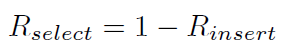 R_{select} = 1 - R_{insert}